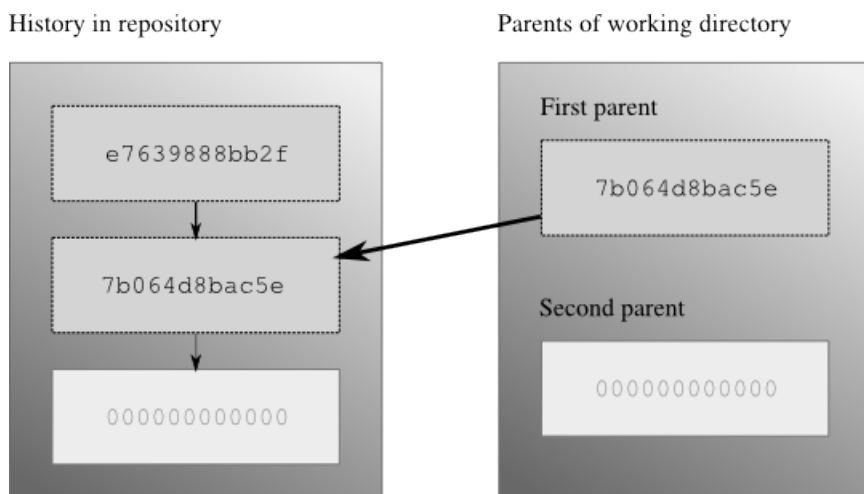 History in repository
e7639888bb2f
7b064d8bac5e
000000000000
Parents of working directory
First parent
7b064d8bac5e
Second parent
000000000000